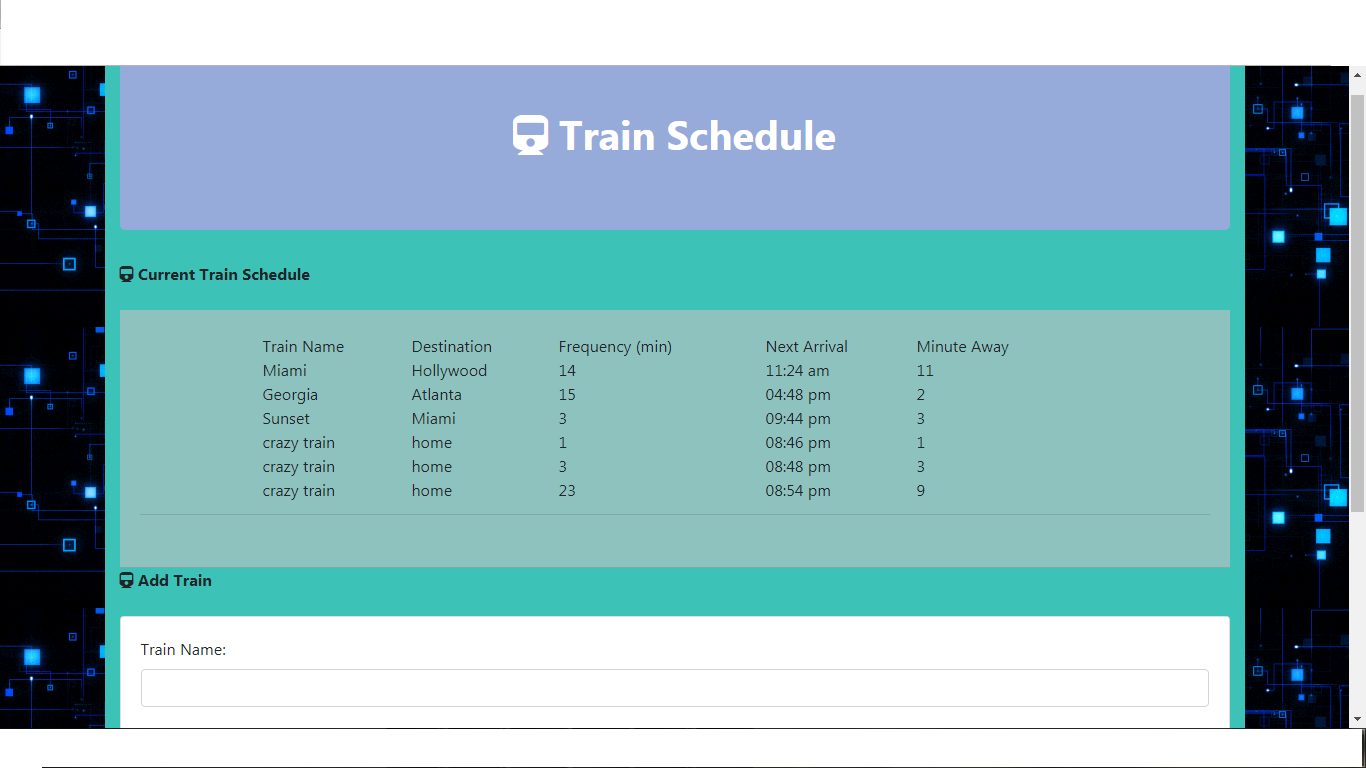 Train Schedule
Current Train Schedule
Train Name Destination Frequency (min) Next Arrival Minute Away
Miami Hollywood 14 11:24 am 11
Georgia Atlanta 15 04:48 pm 2
Sunset Miami 3 09:44 pm 3
crazy train home 1 08:46 pm 1
crazy train home 3 08:48 pm 3
crazy train home 23 08:54 pm 9
Add Train
Train Name: